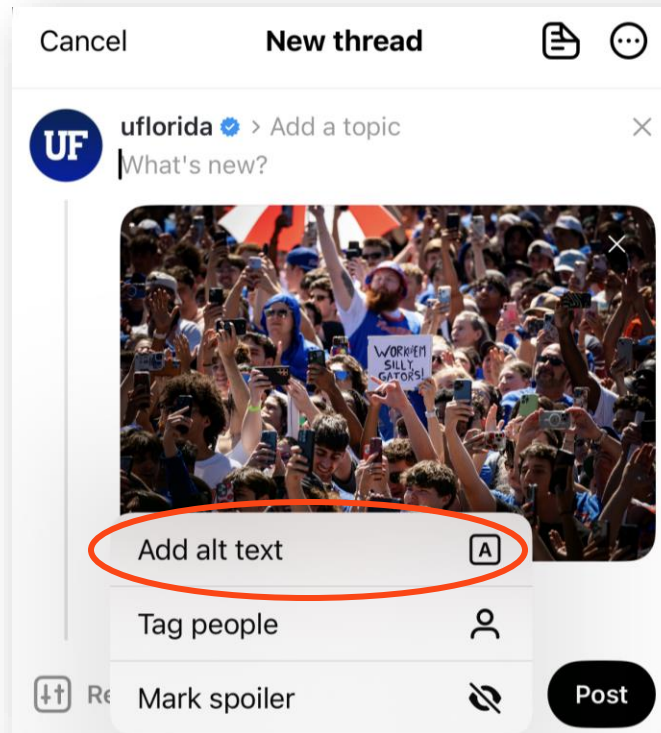 Cancel
New thread
UF
uflorida > Add a topic
What's new?
WORK'EM
SILLY
GATORS!
Add alt text
A
Tag people
Mark spoiler
Re
Post